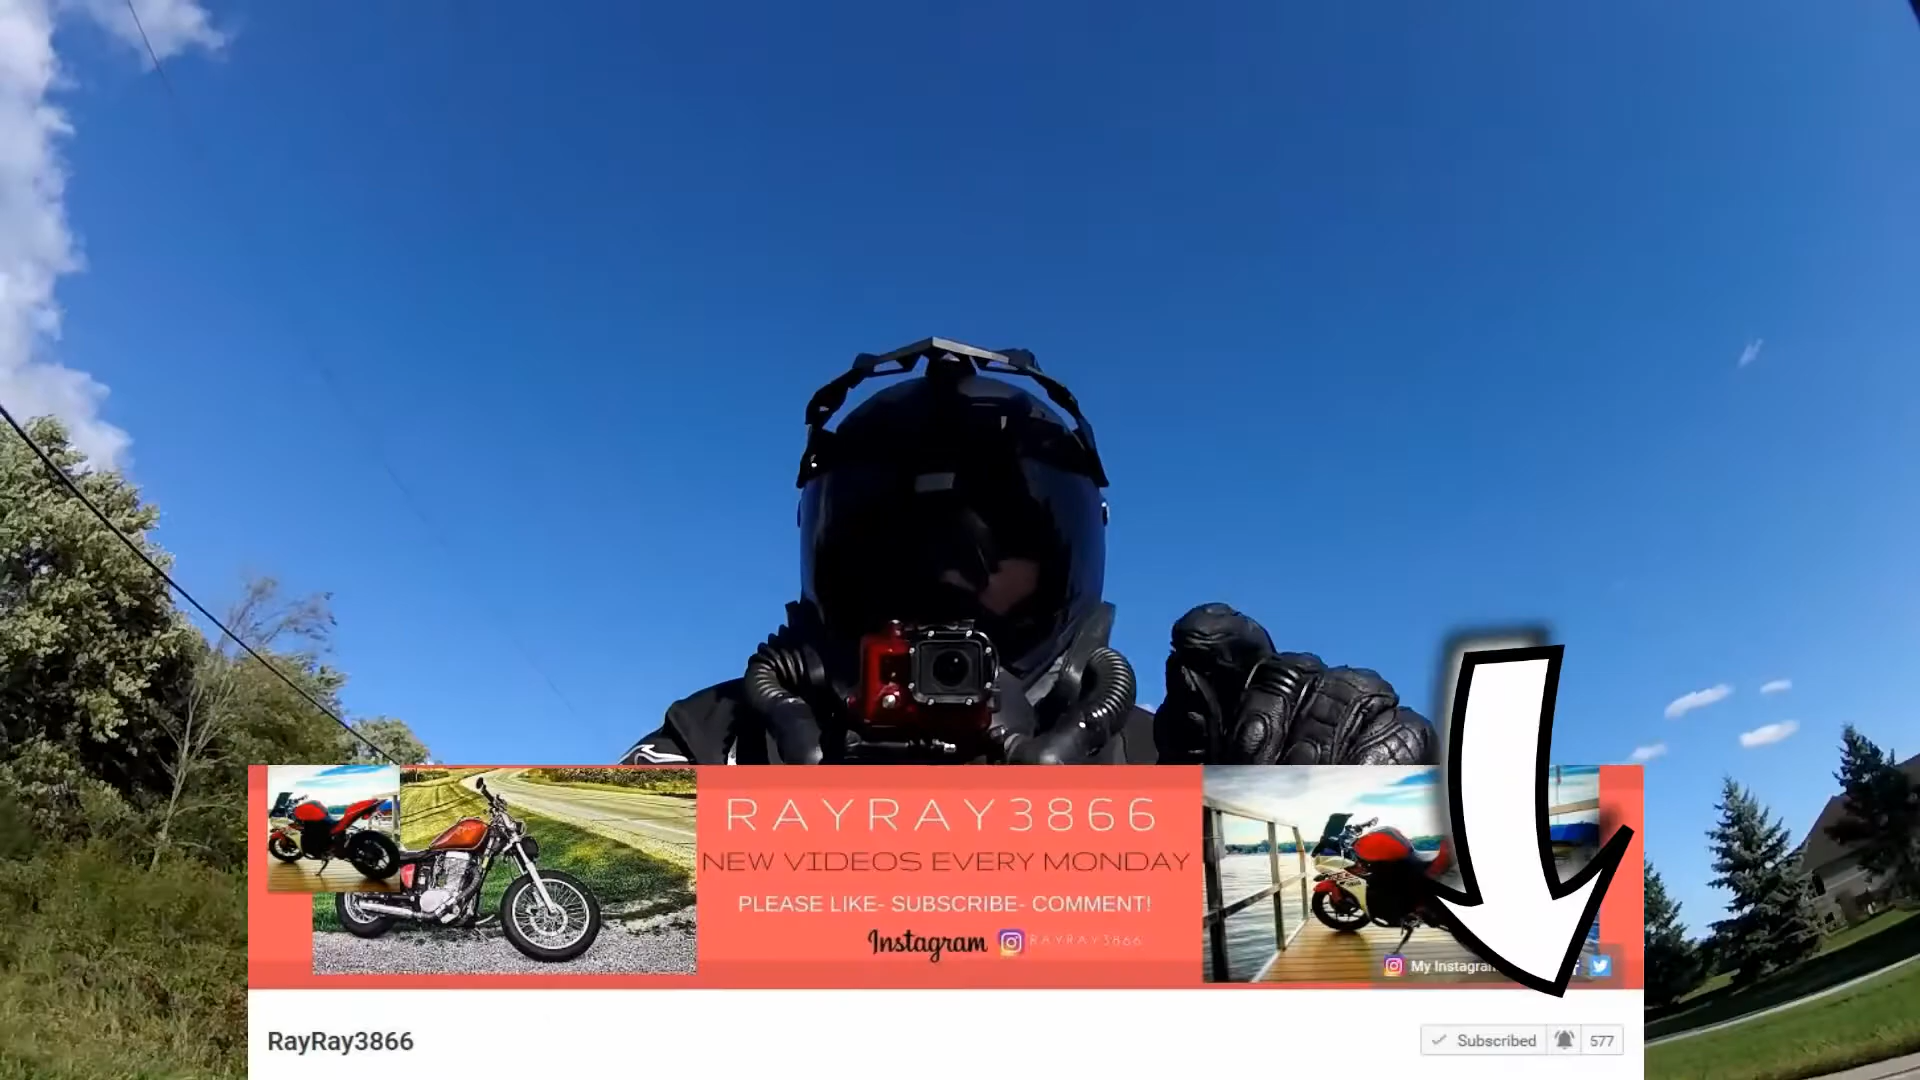 RAYRAY3866
NEW VIDEOS EVERY MONDAY
PLEASE LIKE- SUBSCRIBE- COMMENT!
Instagram RAYRAY3866
My Instagram
RayRay3866
Subscribed 577